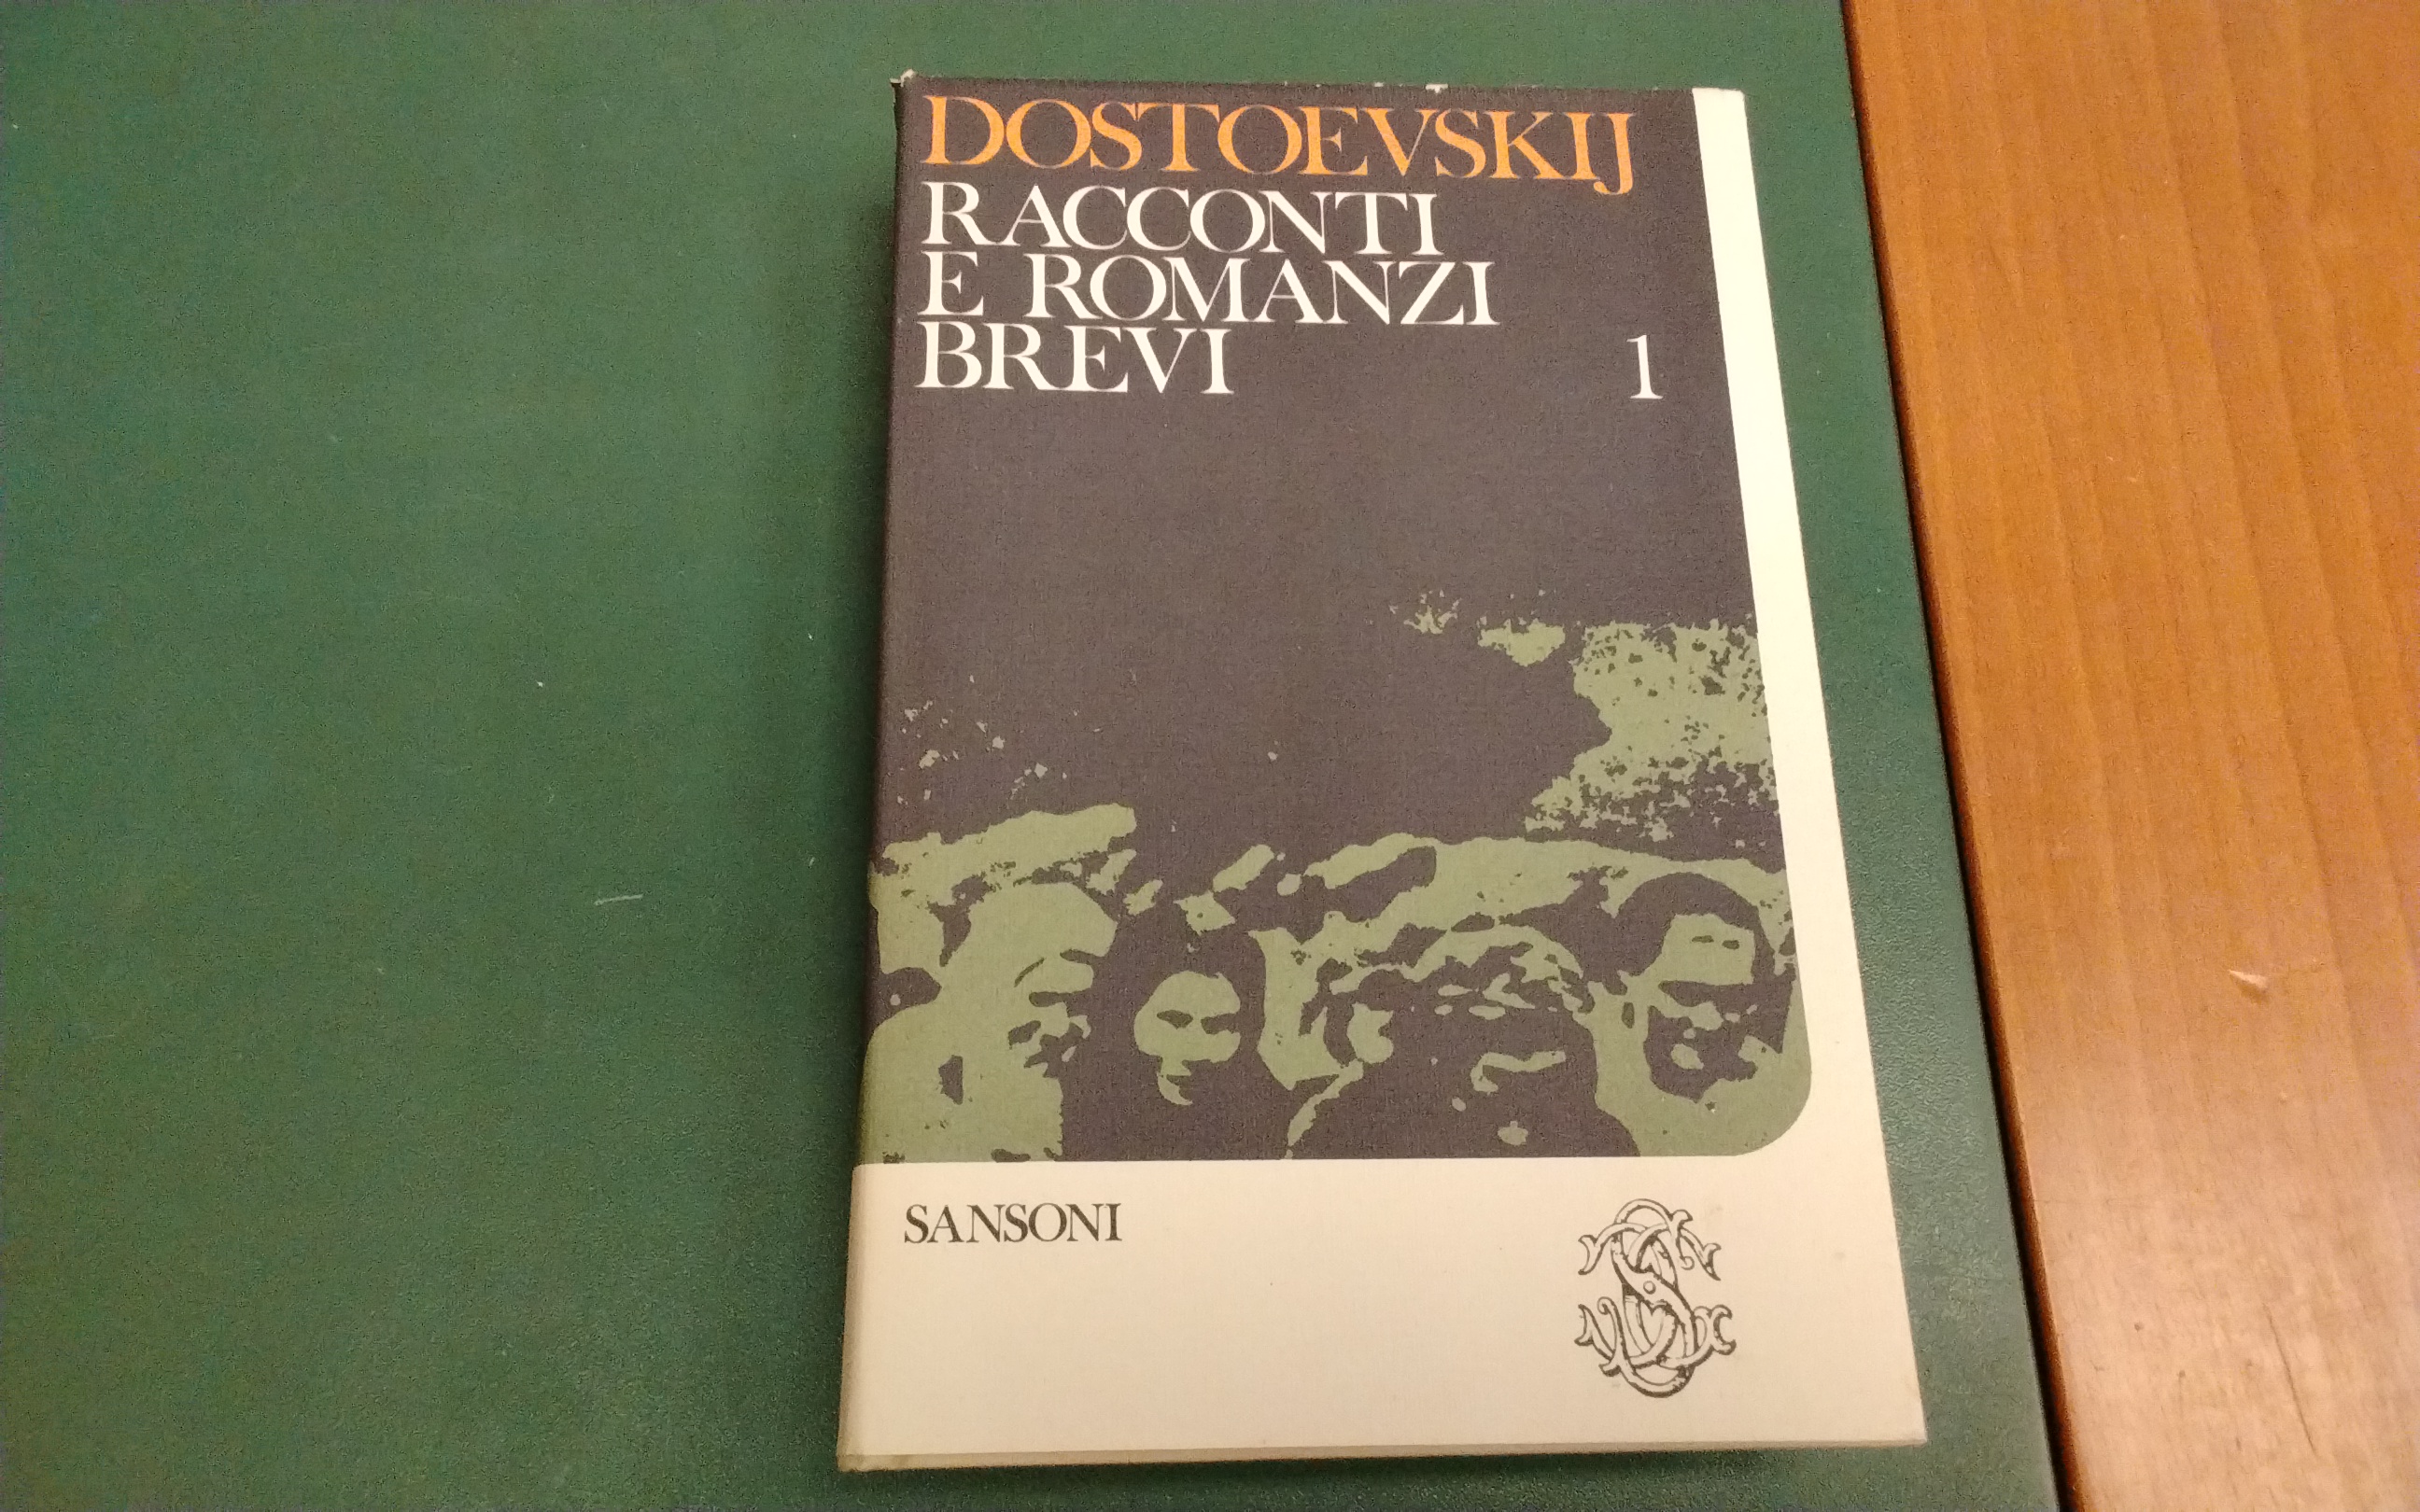 DOSTOEVSKIJ
RACCONTI
E ROMANZI
BREVI 1
SANSONI